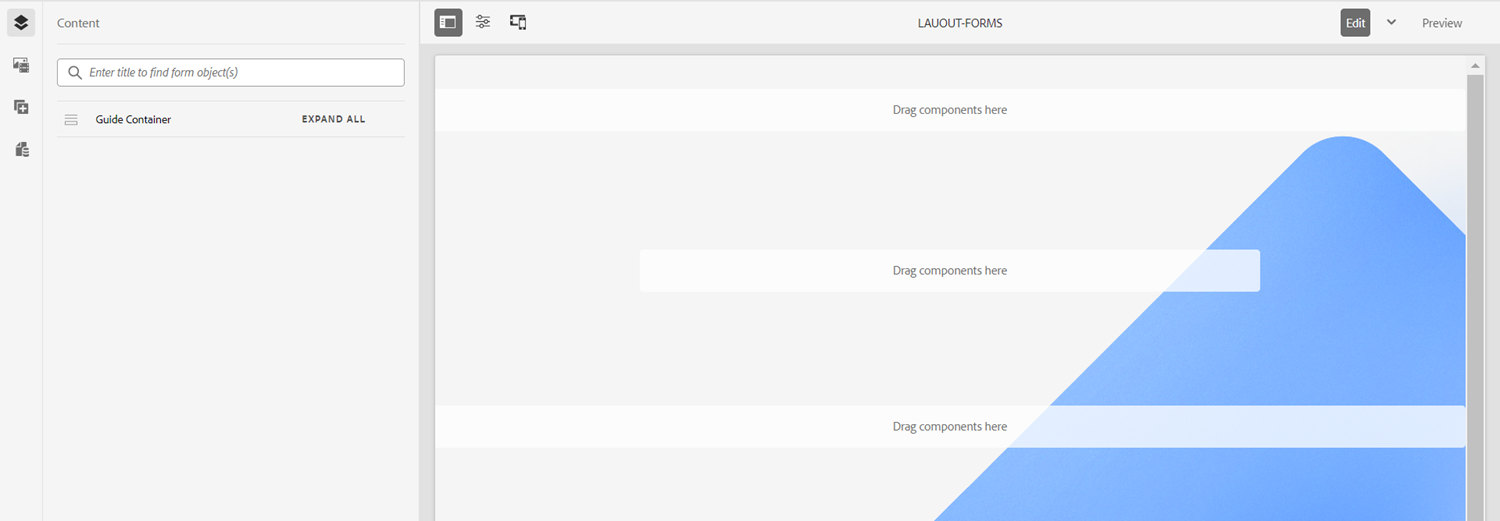 Content
LAUOUT-FORMS
Edit
Preview
Enter title to find form object(s)
Guide Container
EXPAND ALL
Drag components here
Drag components here
Drag components here